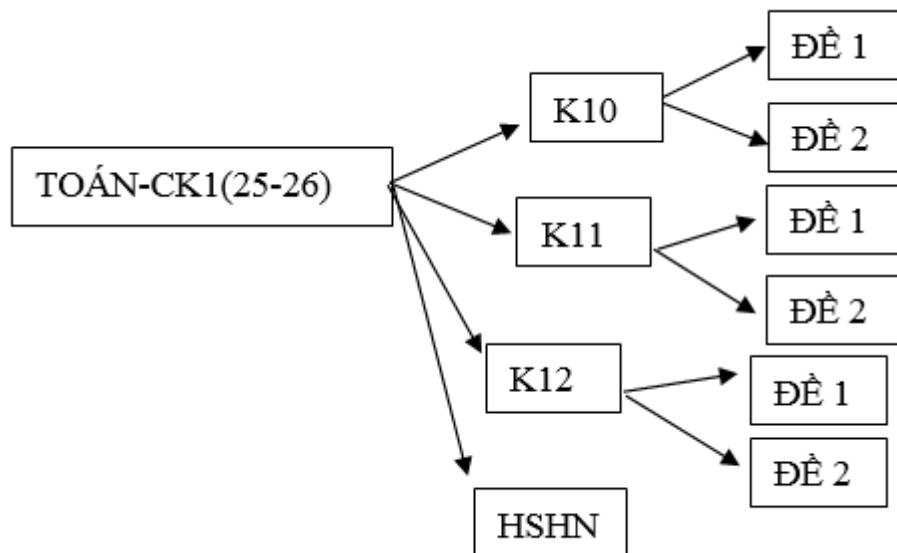 TOÁN-CK1(25-26)
K10
ĐỀ 1
ĐỀ 2
K11
ĐỀ 1
ĐỀ 2
K12
ĐỀ 1
ĐỀ 2
HSHN